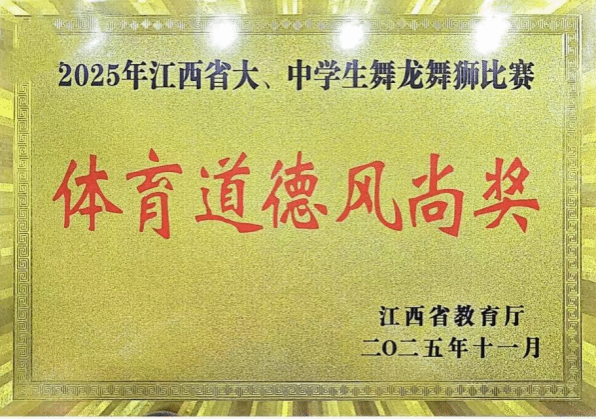 2025年江西省大、中学生舞龙舞狮比赛
体育道德风尚奖
江西省教育厅
二〇二五年十一月